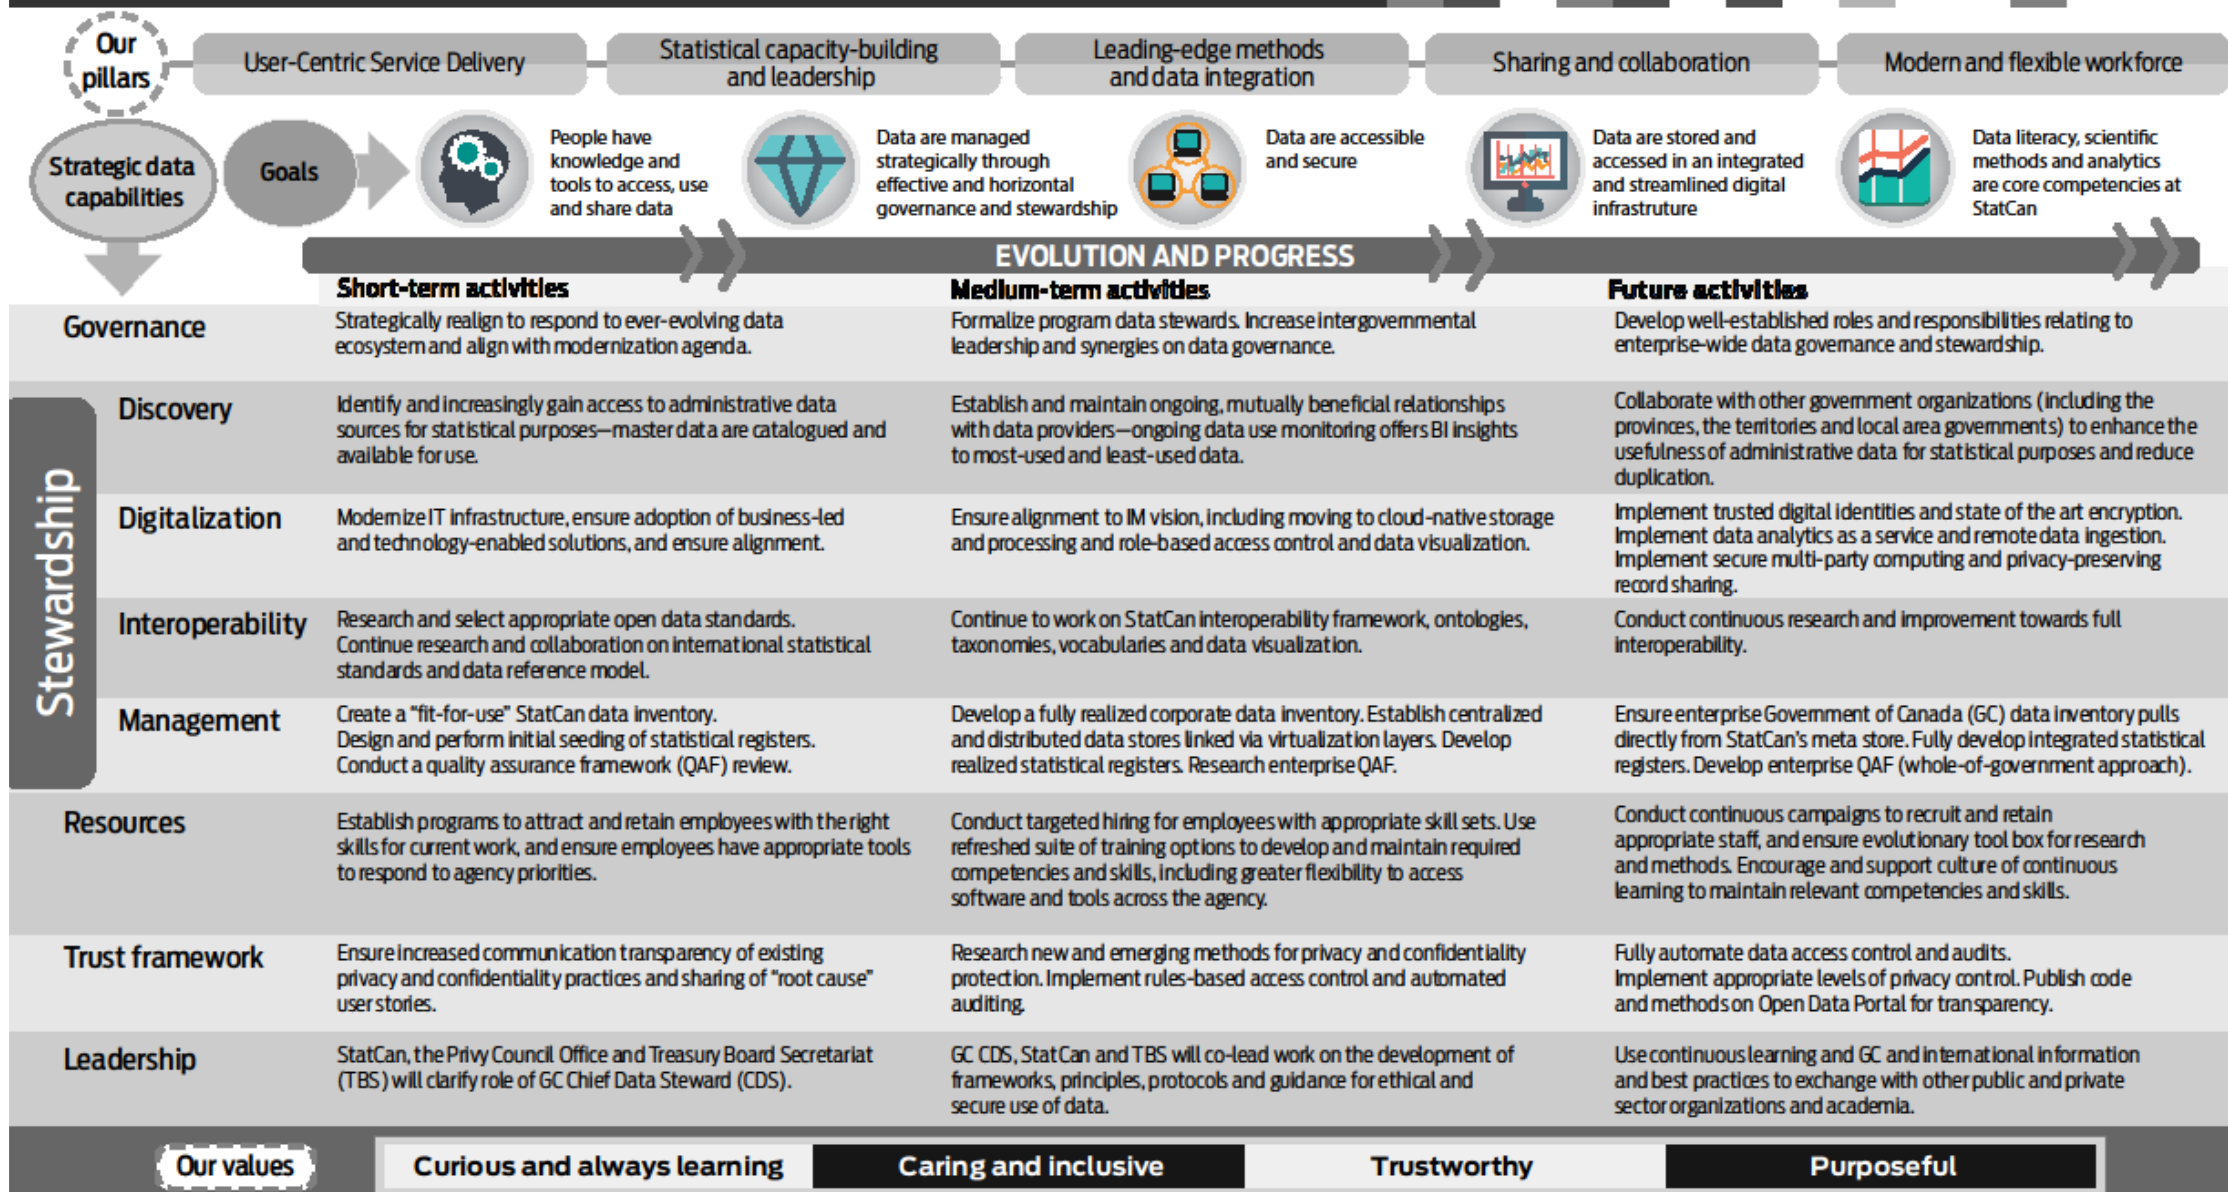 Our
pillars
User-Centric Service Delivery
Statistical capacity-building
and leadership
Leading-edge methods
and data integration
Sharing and collaboration
Modern and flexible workforce
Strategic data
capabilities
Goals
People have
knowledge and
tools to access, use
and share data
Data are managed
strategically through
effective and horizontal
governance and stewardship
Data are accessible
and secure
Data are stored and
accessed in an integrated
and streamlined digital
infrastruture
Data literacy, scientific
methods and analytics
are core competencies at
StatCan
EVOLUTION AND PROGRESS
Short-term activities
Medium-term activities
Future activities
Governance
Strategically realign to respond to ever-evolving data
ecosystem and align with modernization agenda.
Formalize program data stewards. Increase intergovernmental
leadership and synergies on data governance.
Develop well-established roles and responsibilities relating to
enterprise-wide data governance and stewardship.
Stewardship
Discovery
Identify and increasingly gain access to administrative data
sources for statistical purposes—master data are catalogued and
available for use.
Establish and maintain ongoing, mutually beneficial relationships
with data providers—ongoing data use monitoring offers BI insights
to most-used and least-used data.
Collaborate with other government organizations (including the
provinces, the territories and local area governments) to enhance the
usefulness of administrative data for statistical purposes and reduce
duplication.
Digitalization
Modernize IT infrastructure, ensure adoption of business-led
and technology-enabled solutions, and ensure alignment.
Ensure alignment to IM vision, including moving to cloud-native storage
and processing and role-based access control and data visualization.
Implement trusted digital identities and state of the art encryption.
Implement data analytics as a service and remote data ingestion.
Implement secure multi-party computing and privacy-preserving
record sharing.
Interoperability
Research and select appropriate open data standards.
Continue research and collaboration on international statistical
standards and data reference model.
Continue to work on StatCan interoperability framework, ontologies,
taxonomies, vocabularies and data visualization.
Conduct continuous research and improvement towards full
interoperability.
Management
Create a "fit-for-use" StatCan data inventory.
Design and perform initial seeding of statistical registers.
Conduct a quality assurance framework (QAF) review.
Develop a fully realized corporate data inventory. Establish centralized
and distributed data stores linked via virtualization layers. Develop
realized statistical registers. Research enterprise QAF.
Ensure enterprise Government of Canada (GC) data inventory pulls
directly from StatCan's meta store. Fully develop integrated statistical
registers. Develop enterprise QAF (whole-of-government approach).
Resources
Establish programs to attract and retain employees with the right
skills for current work, and ensure employees have appropriate tools
to respond to agency priorities.
Conduct targeted hiring for employees with appropriate skill sets. Use
refreshed suite of training options to develop and maintain required
competencies and skills, including greater flexibility to access
software and tools across the agency.
Conduct continuous campaigns to recruit and retain
appropriate staff, and ensure evolutionary tool box for research
and methods. Encourage and support culture of continuous
learning to maintain relevant competencies and skills.
Trust framework
Ensure increased communication transparency of existing
privacy and confidentiality practices and sharing of "root cause"
user stories.
Research new and emerging methods for privacy and confidentiality
protection. Implement rules-based access control and automated
auditing.
Fully automate data access control and audits.
Implement appropriate levels of privacy control. Publish code
and methods on Open Data Portal for transparency.
Leadership
StatCan, the Privy Council Office and Treasury Board Secretariat
(TBS) will clarify role of GC Chief Data Steward (CDS).
GC CDS, StatCan and TBS will co-lead work on the development of
frameworks, principles, protocols and guidance for ethical and
secure use of data.
Use continuous learning and GC and international information
and best practices to exchange with other public and private
sector organizations and academia.
Our values
Curious and always learning
Caring and inclusive
Trustworthy
Purposeful